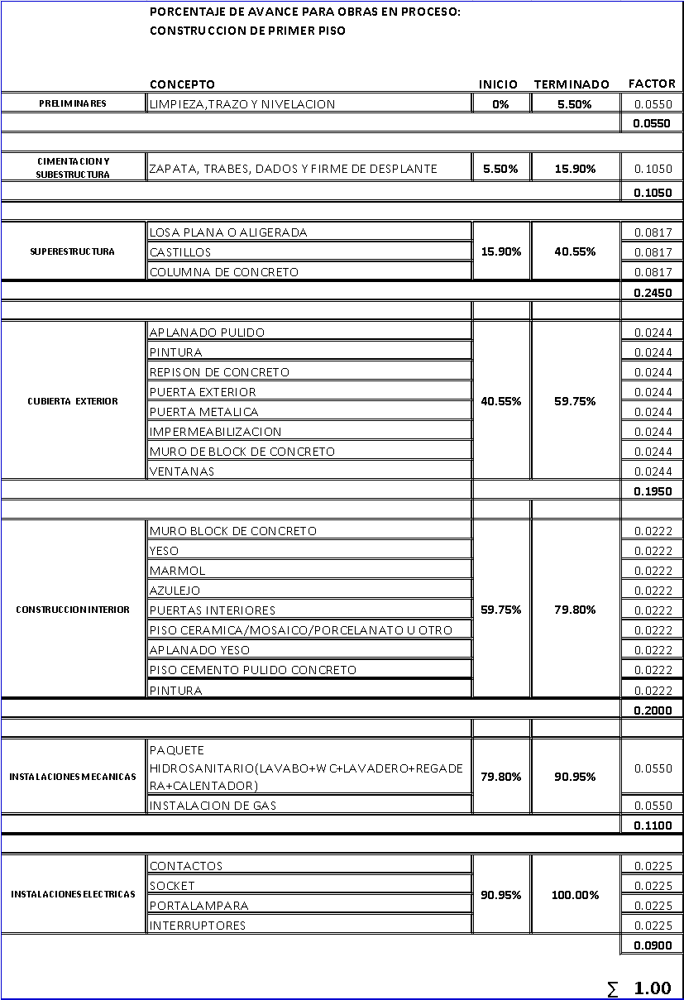 PORCENTAJE DE AVANCE PARA OBRAS EN PROCESO:
CONSTRUCCION DE PRIMER PISO
CONCEPTO INICIO TERMINADO FACTOR
PRELIMINARES LIMPIEZA,TRAZO Y NIVELACION 0% 5.50% 0.0550
0.0550
CIMENTACION Y
SUBESTRUCTURA ZAPATA, TRABES, DADOS Y FIRME DE DESPLANTE 5.50% 15.90% 0.1050
0.1050
LOSA PLANA O ALIGERADA 0.0817
SUPERESTRUCTURA CASTILLOS 15.90% 40.55% 0.0817
COLUMNA DE CONCRETO 0.0817
0.2450
APLANADO PULIDO 0.0244
PINTURA 0.0244
REPISON DE CONCRETO 0.0244
PUERTA EXTERIOR 0.0244
CUBIERTA EXTERIOR 40.55% 59.75%
PUERTA METALICA 0.0244
IMPERMEABILIZACION 0.0244
MURO DE BLOCK DE CONCRETO 0.0244
VENTANAS 0.0244
0.1950
MURO BLOCK DE CONCRETO 0.0222
YESO 0.0222
MARMOL 0.0222
AZULEJO 0.0222
CONSTRUCCION INTERIOR PUERTAS INTERIORES 59.75% 79.80% 0.0222
PISO CERAMICA/MOSAICO/PORCELANATO U OTRO 0.0222
APLANADO YESO 0.0222
PISO CEMENTO PULIDO CONCRETO 0.0222
PINTURA 0.0222
0.2000
PAQUETE
HIDROSANITARIO(LAVABO+WC+LAVADERO+REGADE 0.0550
INSTALACIONES MECANICAS 79.80% 90.95%
RA+CALENTADOR)
INSTALACION DE GAS 0.0550
0.1100
CONTACTOS 0.0225
SOCKET 0.0225
INSTALACIONES ELECTRICAS 90.95% 100.00%
PORTALAMPARA 0.0225
INTERRUPTORES 0.0225
0.0900
∑ 1.00